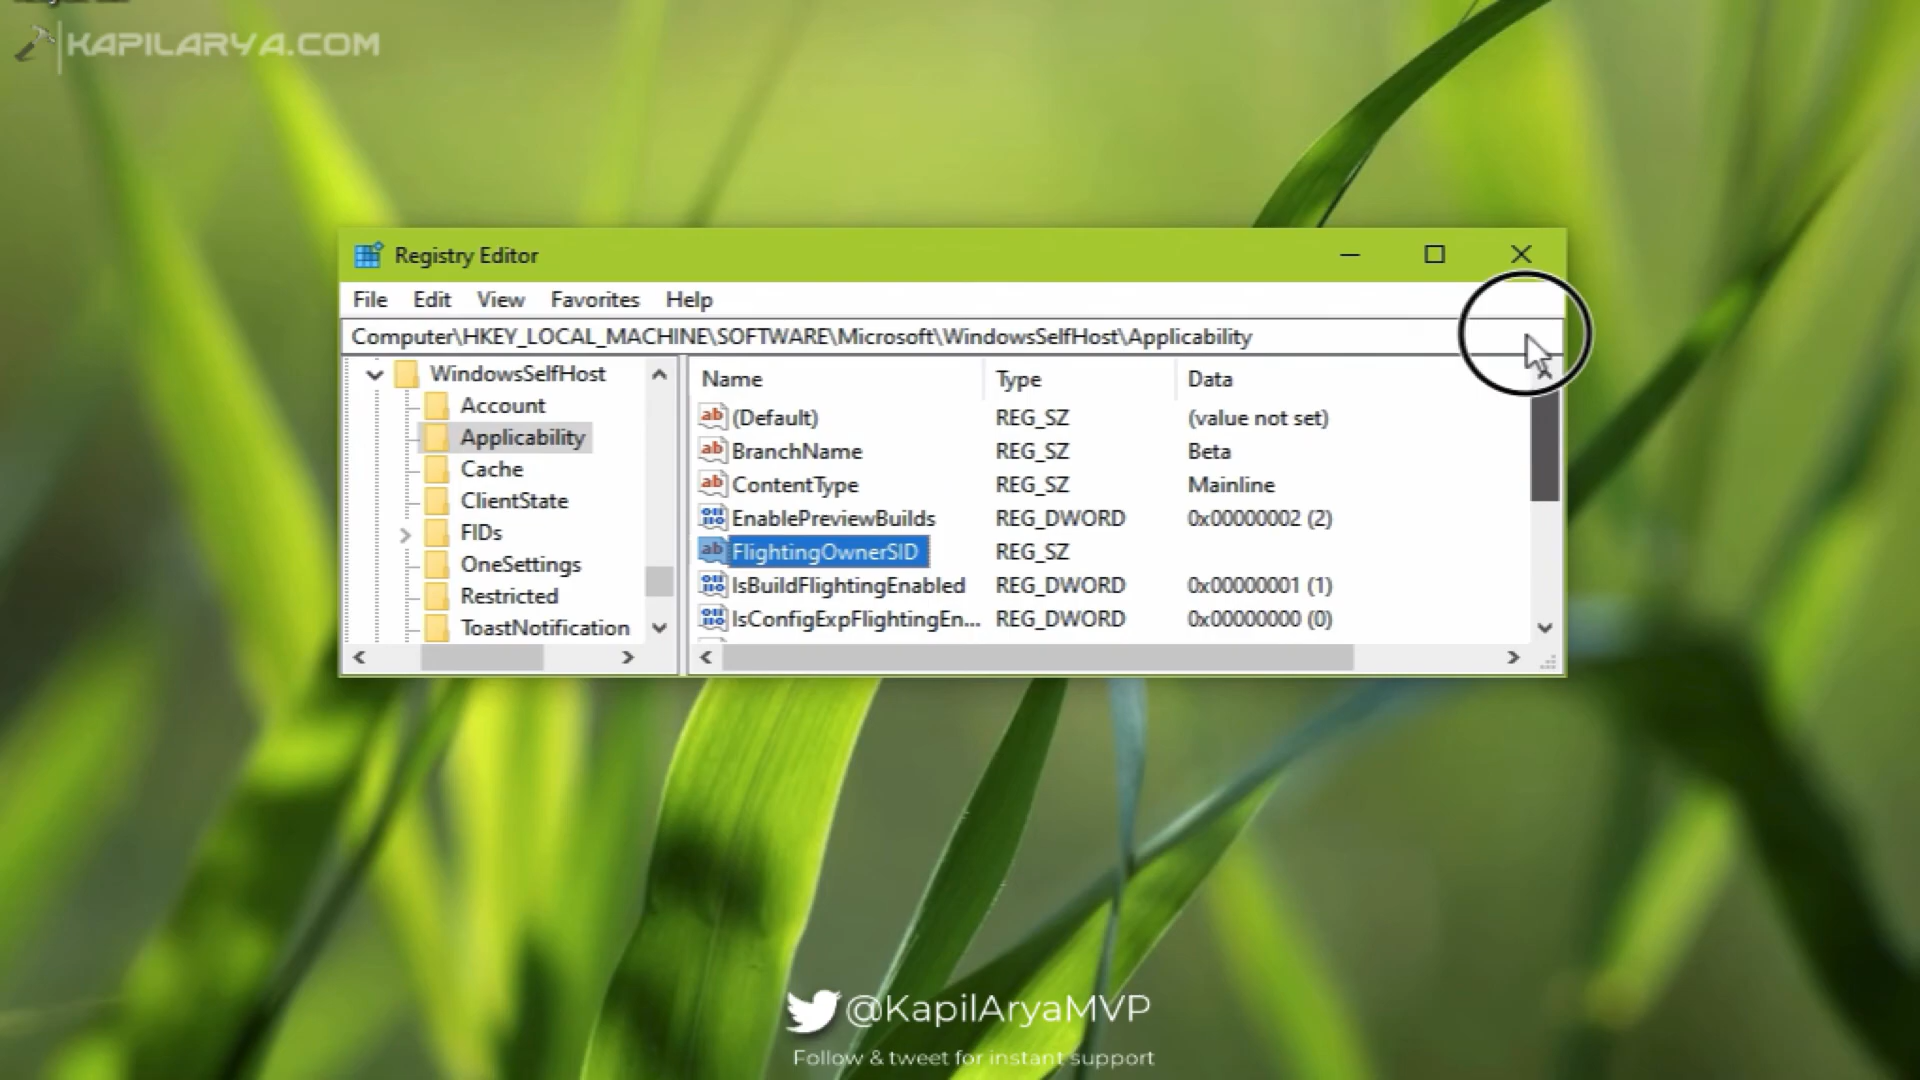 KAPILARYA.COM
Registry Editor
File Edit View Favorites Help
Computer\HKEY_LOCAL_MACHINE\SOFTWARE\Microsoft\WindowsSelfHost\Applicability
WindowsSelfHost
Account
Applicability
Cache
ClientState
FIDs
OneSettings
Restricted
ToastNotification
Name Type Data
(Default) REG_SZ (value not set)
BranchName REG_SZ Beta
ContentType REG_SZ Mainline
EnablePreviewBuilds REG_DWORD 0x00000002 (2)
FlightingOwnerSID REG_SZ
IsBuildFlightingEnabled REG_DWORD 0x00000001 (1)
IsConfigExpFlightingEn... REG_DWORD 0x00000000 (0)
@KapilAryaMVP
Follow & tweet for instant support